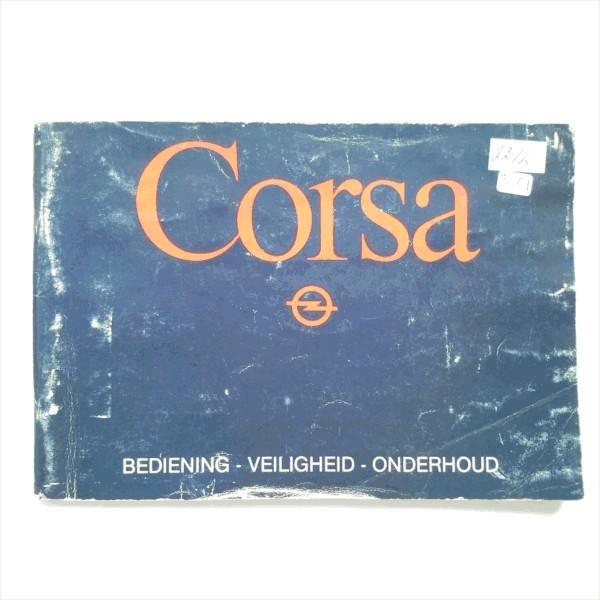 Corsa
BEDIENING - VEILIGHEID - ONDERHOUD